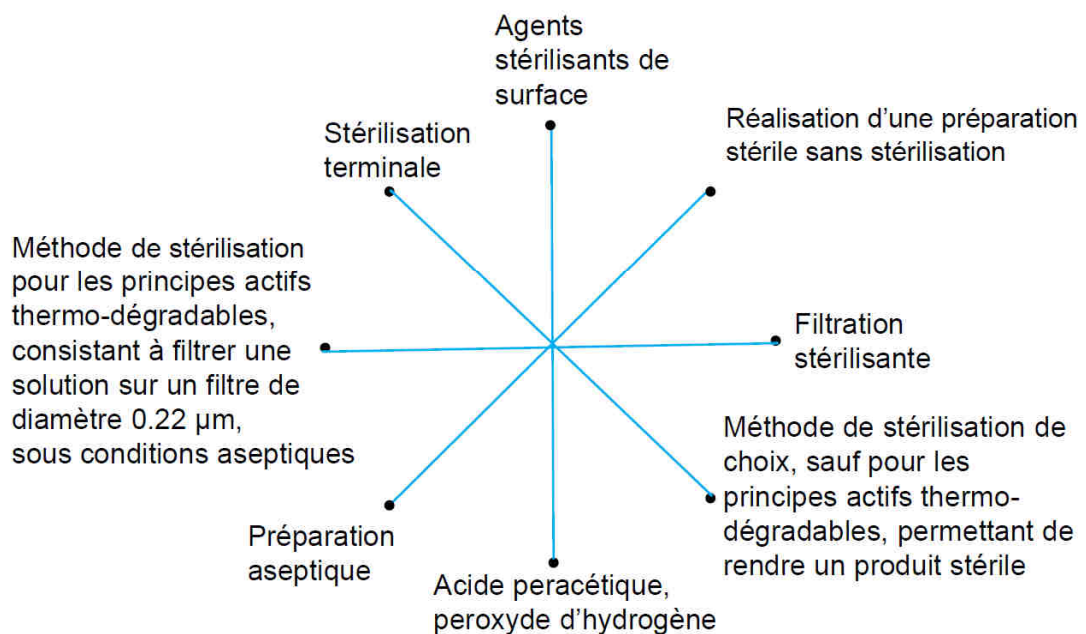 Agents
stérilisants de
surface
Stérilisation
terminale
Réalisation d'une préparation
stérile sans stérilisation
Méthode de stérilisation
pour les principes actifs
thermo-dégradables,
consistant à filtrer une
solution sur un filtre de
diamètre 0.22 µm,
sous conditions aseptiques
Filtration
stérilisante
Méthode de stérilisation de
choix, sauf pour les
principes actifs thermo-
dégradables, permettant de
rendre un produit stérile
Préparation
aseptique
Acide peracétique,
peroxyde d'hydrogène